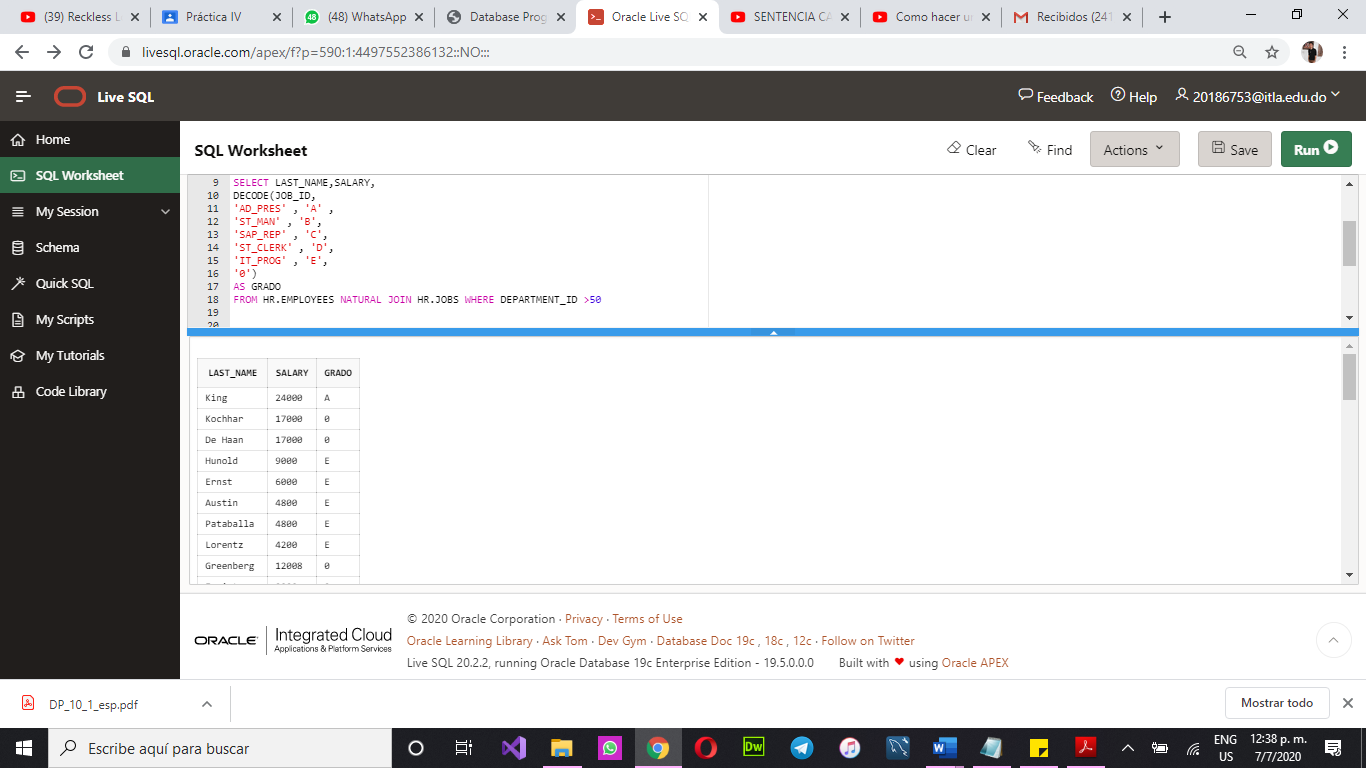 (39) Reckless L
Práctica IV
(48) WhatsApp
Database Prog
Oracle Live SQ
SENTENCIA CA
Como hacer un
Recibidos (241
livesql.oracle.com/apex/f?p=590:1:4497552386132::NO:::
Live SQL
Feedback
Help
20186753@itla.edu.do
Home
SQL Worksheet
My Session
Schema
Quick SQL
My Scripts
My Tutorials
Code Library
SQL Worksheet
Clear
Find
Actions
Save
Run
9 SELECT LAST_NAME,SALARY,
10 DECODE(JOB_ID,
11 'AD_PRES' , 'A' ,
12 'ST_MAN' , 'B',
13 'SAP_REP' , 'C',
14 'ST_CLERK' , 'D',
15 'IT_PROG' , 'E',
16 '0')
17 AS GRADO
18 FROM HR.EMPLOYEES NATURAL JOIN HR.JOBS WHERE DEPARTMENT_ID >50
19
20
LAST_NAME SALARY GRADO
King 24000 A
Kochhar 17000 0
De Haan 17000 0
Hunold 9000 E
Ernst 6000 E
Austin 4800 E
Pataballa 4800 E
Lorentz 4200 E
Greenberg 12008 0
ORACLE Integrated Cloud
Applications & Platform Services
© 2020 Oracle Corporation · Privacy · Terms of Use
Oracle Learning Library · Ask Tom · Dev Gym · Database Doc 19c , 18c , 12c · Follow on Twitter
Live SQL 20.2.2, running Oracle Database 19c Enterprise Edition - 19.5.0.0.0 Built with ❤ using Oracle APEX
DP_10_1_esp.pdf
Mostrar todo
Escribe aquí para buscar
Dw
ENG
US
12:38 p. m.
7/7/2020